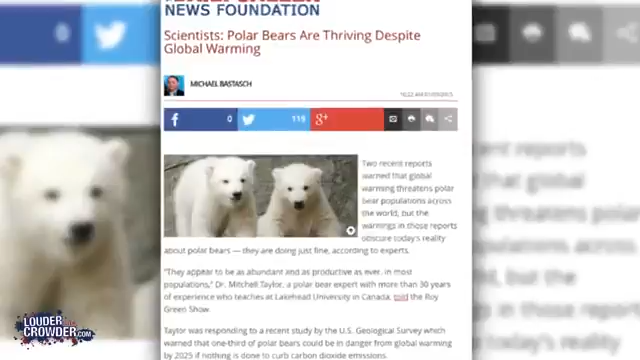 NEWS FOUNDATION
Scientists: Polar Bears Are Thriving Despite
Global Warming
MICHAEL BASTASCH
f 0
119
g+
Two recent reports
warned that global
warming threatens polar
bear populations across
the world, but the
warnings in those reports
obscure today's reality
about polar bears — they are doing just fine, according to experts.
"They appear to be as abundant and as productive as ever, in most
populations," Dr. Mitchell Taylor, a polar bear expert with more than 30 years
of experience who teaches at Lakehead University in Canada, told the Roy
Green Show.
Taylor was responding to a recent study by the U.S. Geological Survey which
warned that one-third of polar bears could be in danger from global warming
by 2025 if nothing is done to curb carbon dioxide emissions.
LOUDER
CROWDER.COM